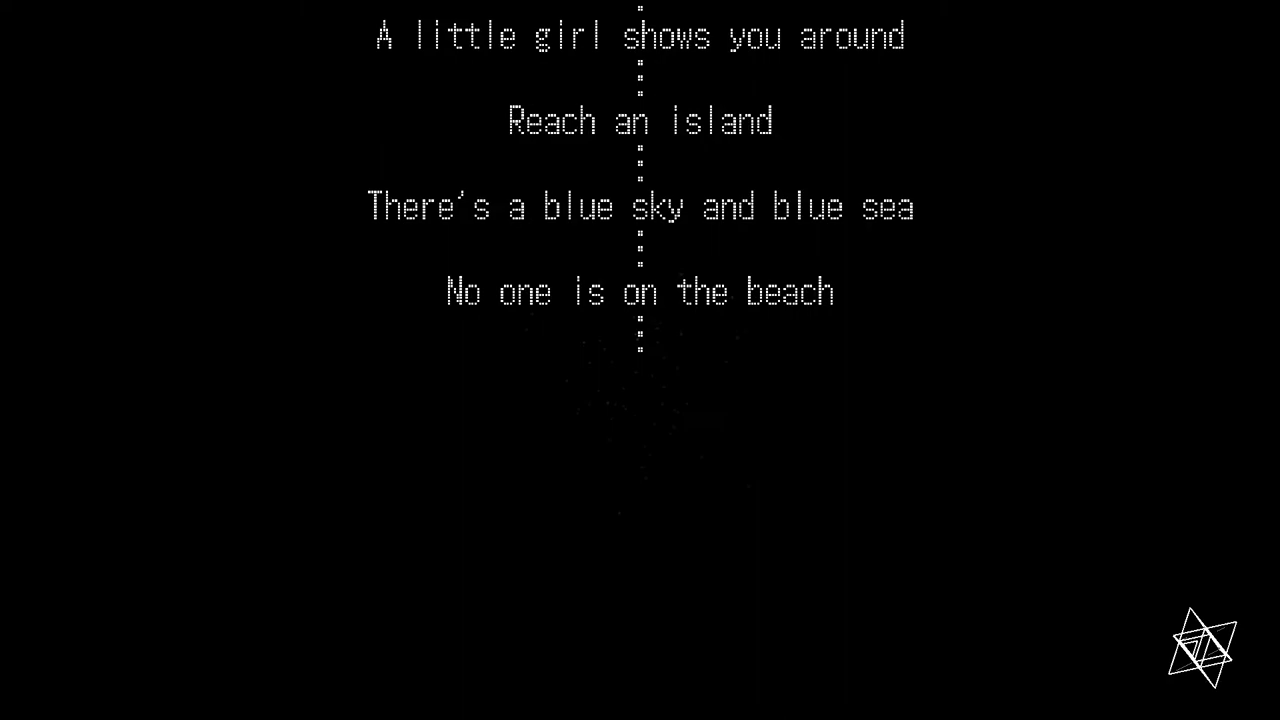 A little girl shows you around
Reach an island
There's a blue sky and blue sea
No one is on the beach